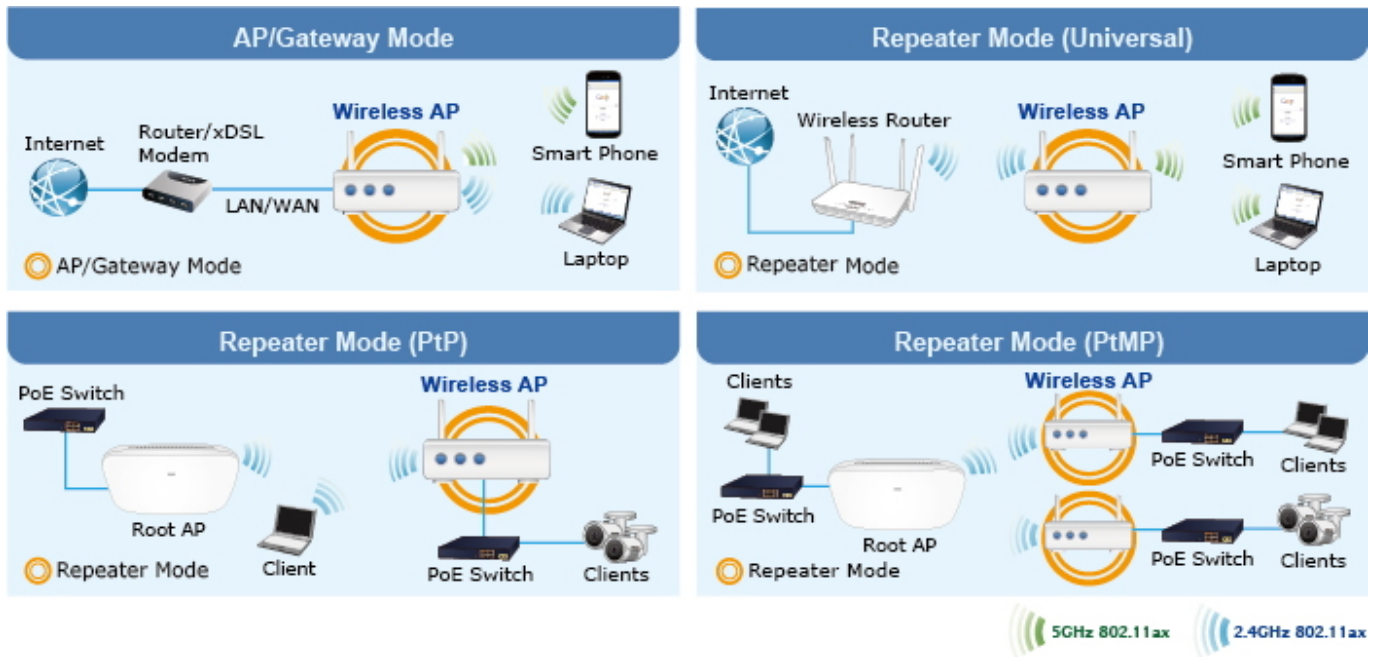 AP/Gateway Mode
Internet
Router/xDSL
Modem
LAN/WAN
Wireless AP
Smart Phone
Laptop
AP/Gateway Mode
Repeater Mode (Universal)
Internet
Wireless Router
Wireless AP
Smart Phone
Laptop
Repeater Mode
Repeater Mode (PtP)
PoE Switch
Root AP
Client
Wireless AP
PoE Switch
Clients
Repeater Mode
Repeater Mode (PtMP)
Clients
PoE Switch
Root AP
Wireless AP
PoE Switch
Clients
PoE Switch
Clients
Repeater Mode
5GHz 802.11ax
2.4GHz 802.11ax